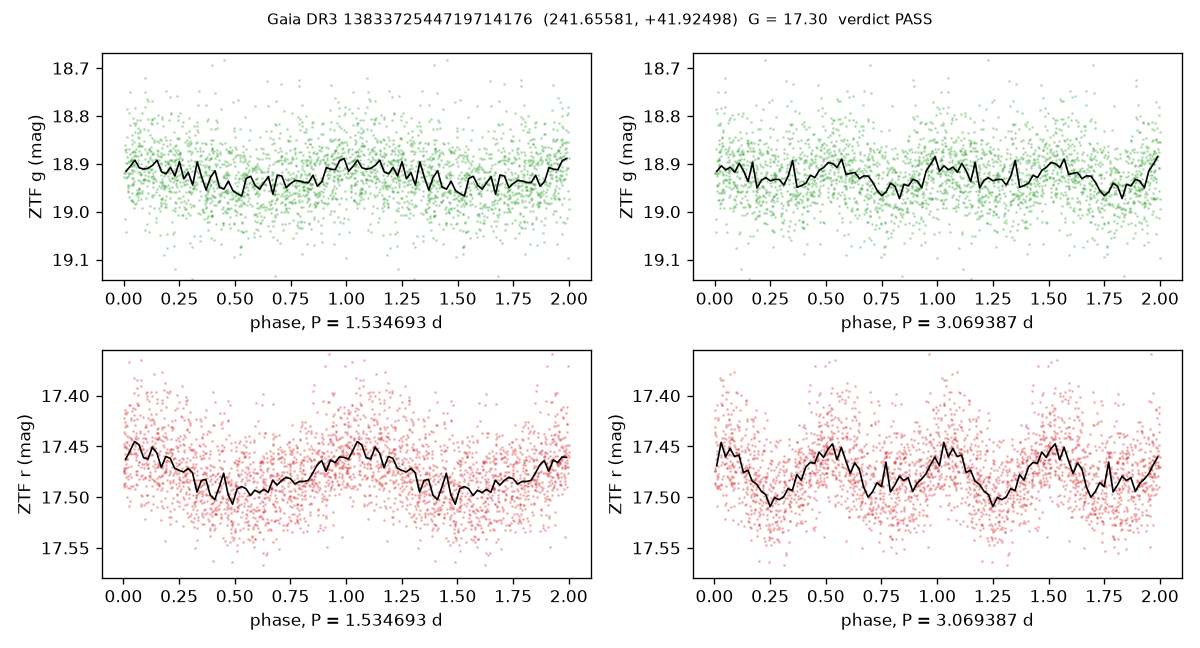 Gaia DR3 1383372544719714176  (241.65581, +41.92498)  G = 17.30  verdict PASS
ZTF g (mag)
18.7
18.8
18.9
19.0
19.1
0.00 0.25 0.50 0.75 1.00 1.25 1.50 1.75 2.00
phase, P = 1.534693 d
ZTF g (mag)
18.7
18.8
18.9
19.0
19.1
0.00 0.25 0.50 0.75 1.00 1.25 1.50 1.75 2.00
phase, P = 3.069387 d
ZTF r (mag)
17.40
17.45
17.50
17.55
0.00 0.25 0.50 0.75 1.00 1.25 1.50 1.75 2.00
phase, P = 1.534693 d
ZTF r (mag)
17.40
17.45
17.50
17.55
0.00 0.25 0.50 0.75 1.00 1.25 1.50 1.75 2.00
phase, P = 3.069387 d